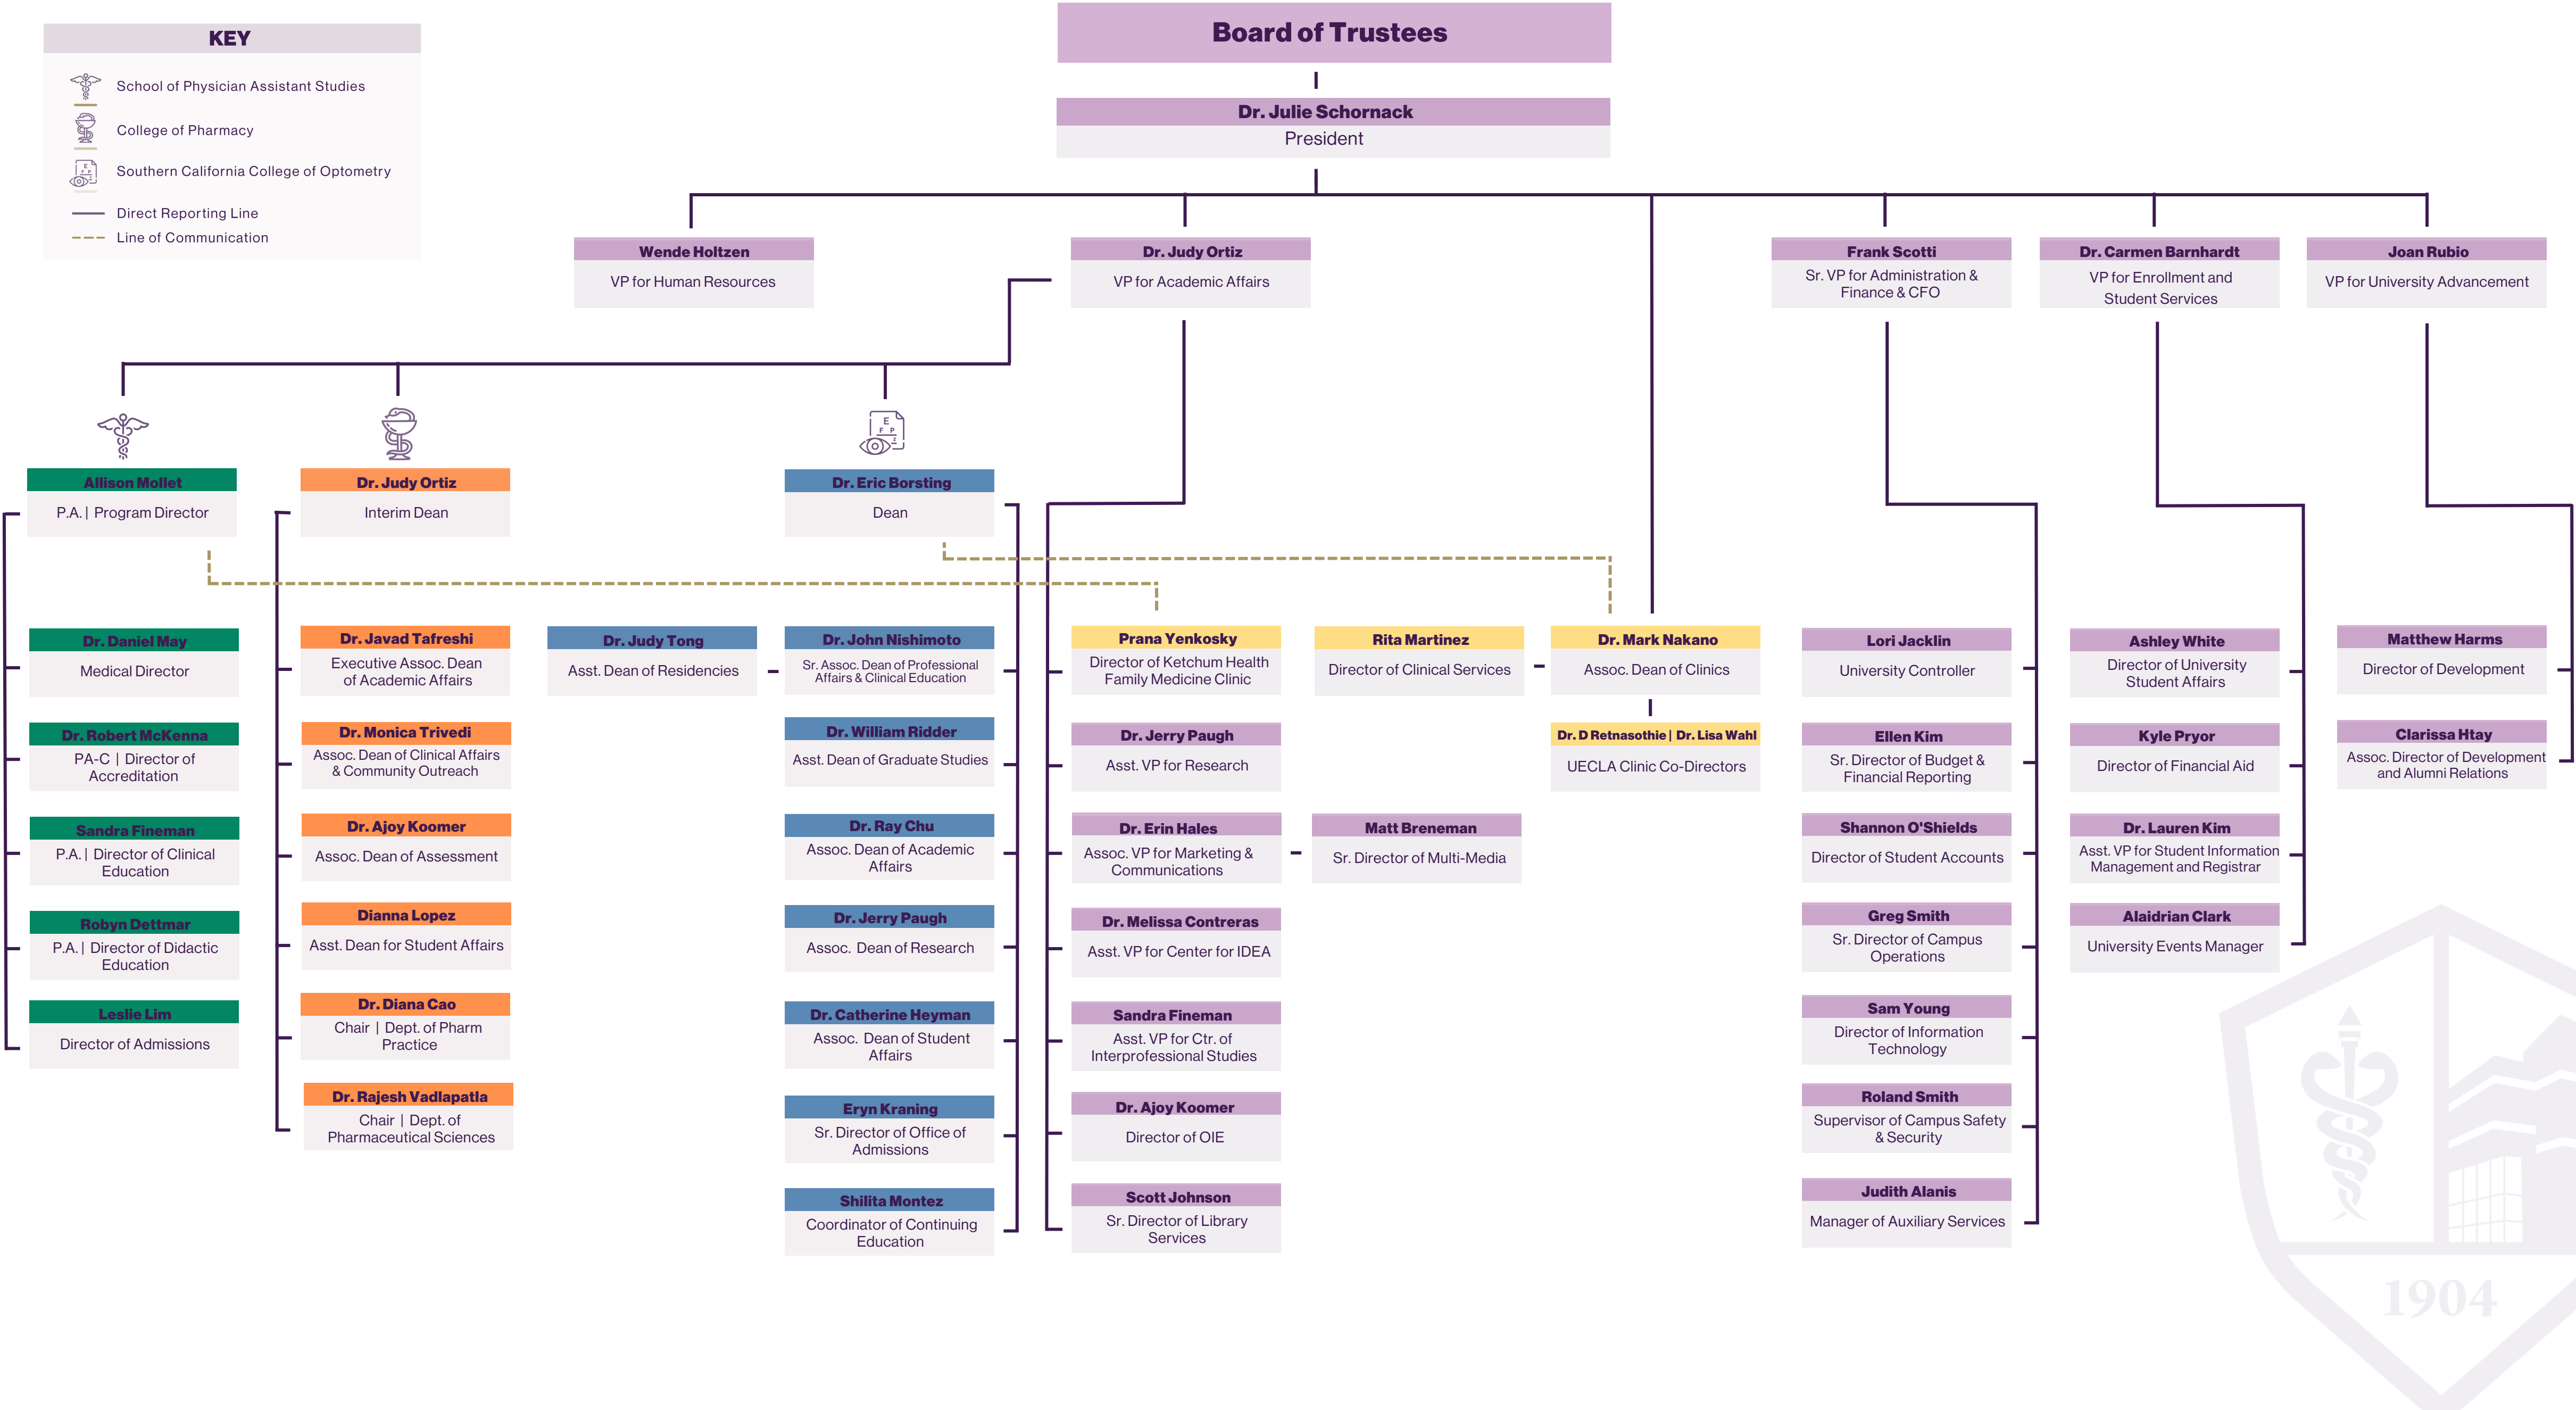 Board of Trustees
KEY
School of Physician Assistant Studies
College of Pharmacy
E
F P
Z
Southern California College of Optometry
Direct Reporting Line
Line of Communication
Dr. Julie Schornack
President
Wende Holtzen
VP for Human Resources
Dr. Judy Ortiz
VP for Academic Affairs
Frank Scotti
Sr. VP for Administration &
Finance & CFO
Dr. Carmen Barnhardt
VP for Enrollment and
Student Services
Joan Rubio
VP for University Advancement
E
F P
Z
Allison Mollet
P.A. | Program Director
Dr. Judy Ortiz
Interim Dean
Dr. Eric Borsting
Dean
Dr. Daniel May
Medical Director
Dr. Robert McKenna
PA-C | Director of
Accreditation
Sandra Fineman
P.A. | Director of Clinical
Education
Robyn Dettmar
P.A. | Director of Didactic
Education
Leslie Lim
Director of Admissions
Dr. Javad Tafreshi
Executive Assoc. Dean
of Academic Affairs
Dr. Monica Trivedi
Assoc. Dean of Clinical Affairs
& Community Outreach
Dr. Ajoy Koomer
Assoc. Dean of Assessment
Dianna Lopez
Asst. Dean for Student Affairs
Dr. Diana Cao
Chair | Dept. of Pharm
Practice
Dr. Rajesh Vadlapatla
Chair | Dept. of
Pharmaceutical Sciences
Dr. Judy Tong
Asst. Dean of Residencies
Dr. John Nishimoto
Sr. Assoc. Dean of Professional
Affairs & Clinical Education
Dr. William Ridder
Asst. Dean of Graduate Studies
Dr. Ray Chu
Assoc. Dean of Academic
Affairs
Dr. Jerry Paugh
Assoc. Dean of Research
Dr. Catherine Heyman
Assoc. Dean of Student
Affairs
Eryn Kraning
Sr. Director of Office of
Admissions
Shilita Montez
Coordinator of Continuing
Education
Prana Yenkosky
Director of Ketchum Health
Family Medicine Clinic
Dr. Jerry Paugh
Asst. VP for Research
Dr. Erin Hales
Assoc. VP for Marketing &
Communications
Matt Breneman
Sr. Director of Multi-Media
Dr. Melissa Contreras
Asst. VP for Center for IDEA
Sandra Fineman
Asst. VP for Ctr. of
Interprofessional Studies
Dr. Ajoy Koomer
Director of OIE
Scott Johnson
Sr. Director of Library
Services
Rita Martinez
Director of Clinical Services
Dr. Mark Nakano
Assoc. Dean of Clinics
Dr. D Retnasothie | Dr. Lisa Wahl
UECLA Clinic Co-Directors
Lori Jacklin
University Controller
Ellen Kim
Sr. Director of Budget &
Financial Reporting
Shannon O'Shields
Director of Student Accounts
Greg Smith
Sr. Director of Campus
Operations
Sam Young
Director of Information
Technology
Roland Smith
Supervisor of Campus Safety
& Security
Judith Alanis
Manager of Auxiliary Services
Ashley White
Director of University
Student Affairs
Kyle Pryor
Director of Financial Aid
Dr. Lauren Kim
Asst. VP for Student Information
Management and Registrar
Alaidrian Clark
University Events Manager
Matthew Harms
Director of Development
Clarissa Htay
Assoc. Director of Development
and Alumni Relations
1904